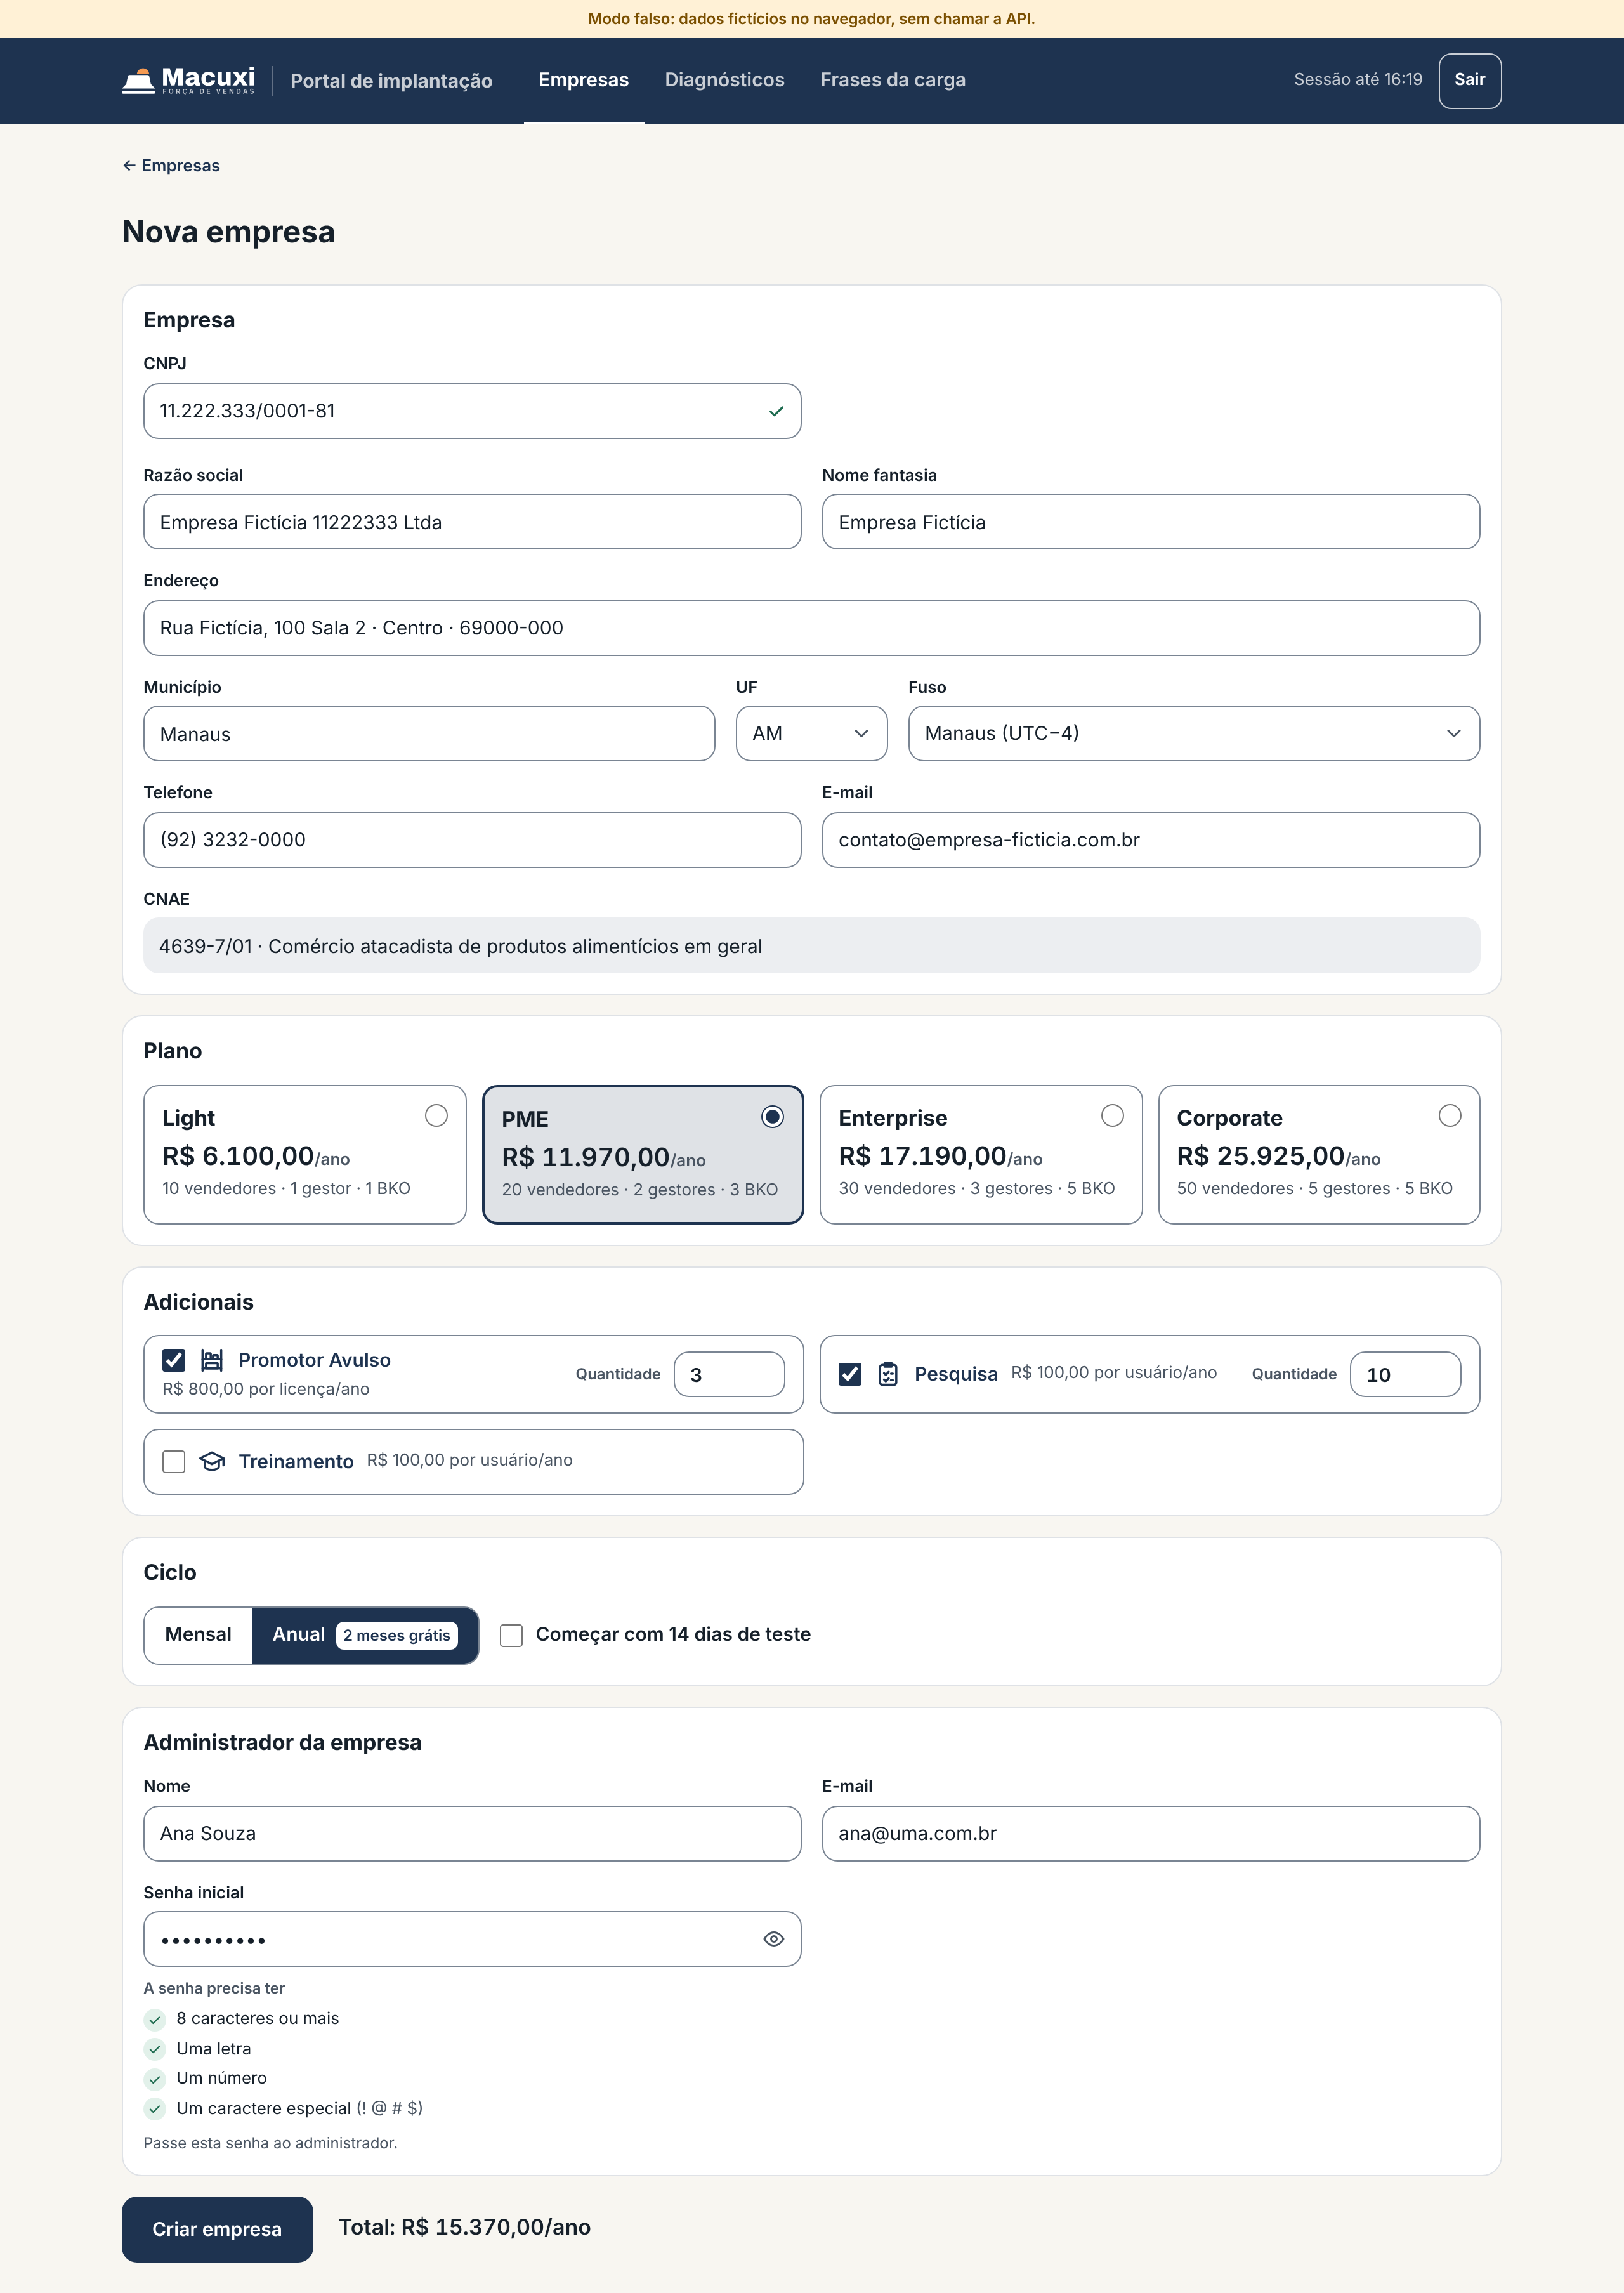 Modo falso: dados fictícios no navegador, sem chamar a API.
Macuxi
FORÇA DE VENDAS
Portal de implantação
Empresas
Diagnósticos
Frases da carga
Sessão até 16:19
Sair
← Empresas
Nova empresa
Empresa
CNPJ
11.222.333/0001-81
Razão social
Nome fantasia
Empresa Fictícia 11222333 Ltda
Empresa Fictícia
Endereço
Rua Fictícia, 100 Sala 2 · Centro · 69000-000
Município
UF
Fuso
Manaus
AM
Manaus (UTC−4)
Telefone
E-mail
(92) 3232-0000
contato@empresa-ficticia.com.br
CNAE
4639-7/01 · Comércio atacadista de produtos alimentícios em geral
Plano
Light
R$ 6.100,00/ano
10 vendedores · 1 gestor · 1 BKO
PME
R$ 11.970,00/ano
20 vendedores · 2 gestores · 3 BKO
Enterprise
R$ 17.190,00/ano
30 vendedores · 3 gestores · 5 BKO
Corporate
R$ 25.925,00/ano
50 vendedores · 5 gestores · 5 BKO
Adicionais
Promotor Avulso
R$ 800,00 por licença/ano
Quantidade
3
Pesquisa R$ 100,00 por usuário/ano
Quantidade
10
Treinamento R$ 100,00 por usuário/ano
Ciclo
Mensal
Anual 2 meses grátis
Começar com 14 dias de teste
Administrador da empresa
Nome
E-mail
Ana Souza
ana@uma.com.br
Senha inicial
••••••••••
A senha precisa ter
8 caracteres ou mais
Uma letra
Um número
Um caractere especial (! @ # $)
Passe esta senha ao administrador.
Criar empresa
Total: R$ 15.370,00/ano